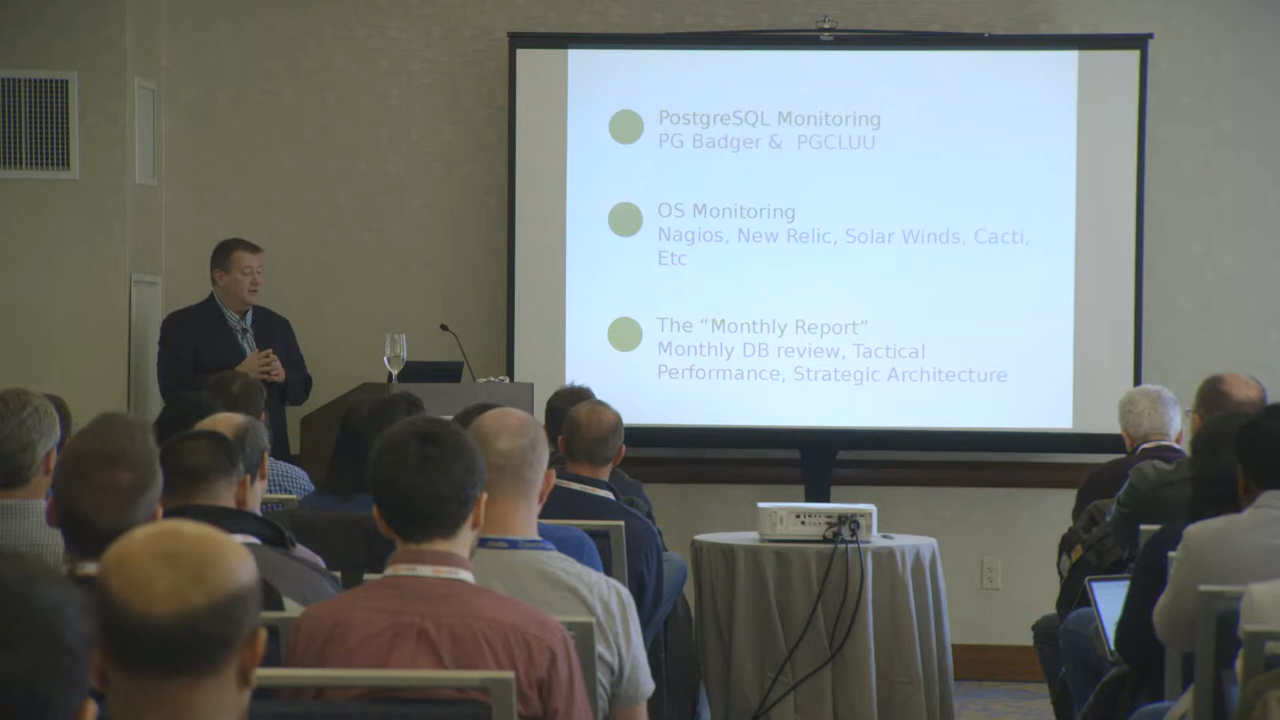 PostgreSQL Monitoring
PG Badger & PGCLUU
OS Monitoring
Nagios, New Relic, Solar Winds, Cacti,
Etc
The “Monthly Report”
Monthly DB review, Tactical
Performance, Strategic Architecture